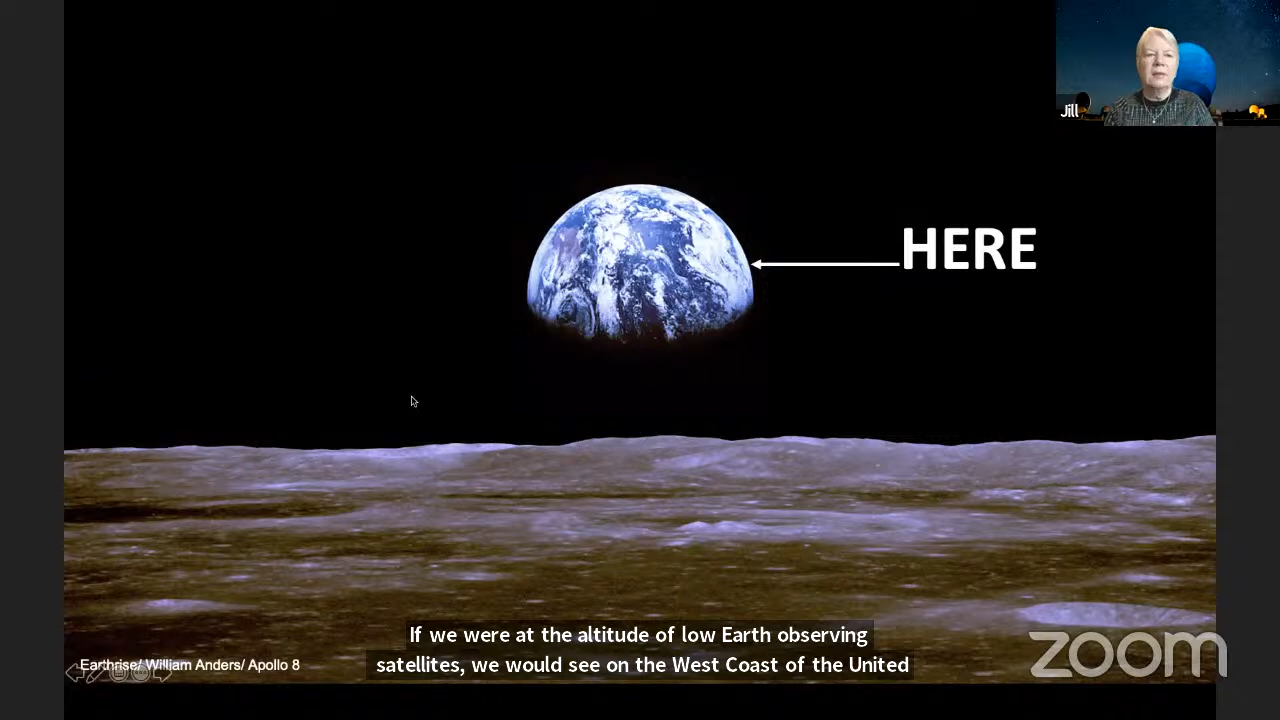 Jill
HERE
If we were at the altitude of low Earth observing
satellites, we would see on the West Coast of the United
Earthrise/ William Anders/ Apollo 8
zoom